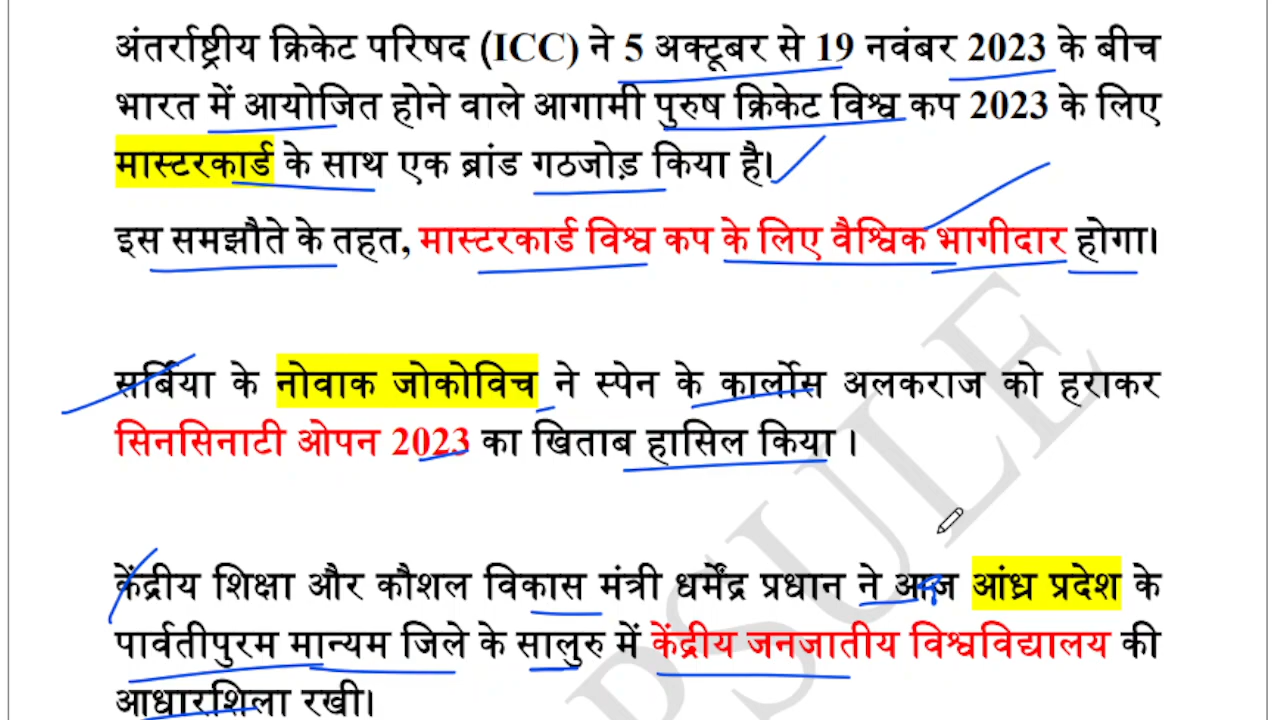 अंतर्राष्ट्रीय क्रिकेट परिषद (ICC) ने 5 अक्टूबर से 19 नवंबर 2023 के बीच
भारत में आयोजित होने वाले आगामी पुरुष क्रिकेट विश्व कप 2023 के लिए
मास्टरकार्ड के साथ एक ब्रांड गठजोड़ किया है।
इस समझौते के तहत, मास्टरकार्ड विश्व कप के लिए वैश्विक भागीदार होगा।
सर्बिया के नोवाक जोकोविच ने स्पेन के कार्लोस अलकराज को हराकर
सिनसिनाटी ओपन 2023 का खिताब हासिल किया ।
केंद्रीय शिक्षा और कौशल विकास मंत्री धर्मेंद्र प्रधान ने आज आंध्र प्रदेश के
पार्वतीपुरम मान्यम जिले के सालुरु में केंद्रीय जनजातीय विश्वविद्यालय की
आधारशिला रखी।
PSULE